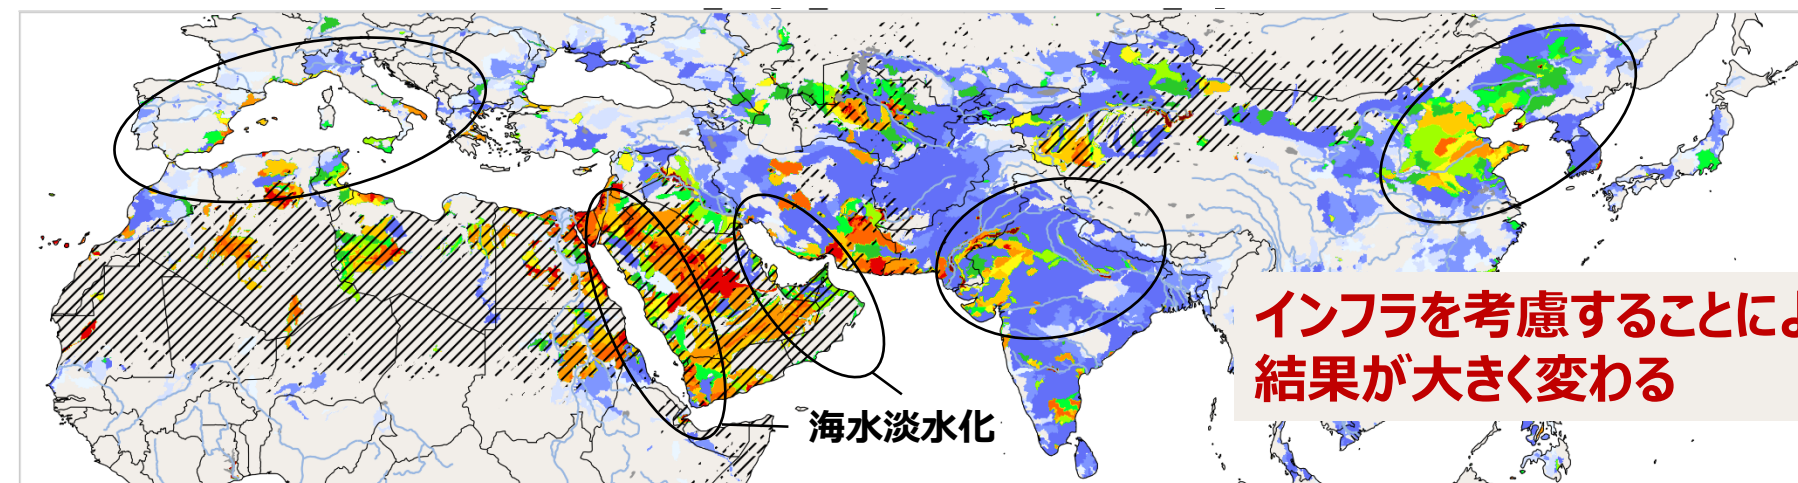 海水淡水化
インフラを考慮することによ
結果が大きく変わる